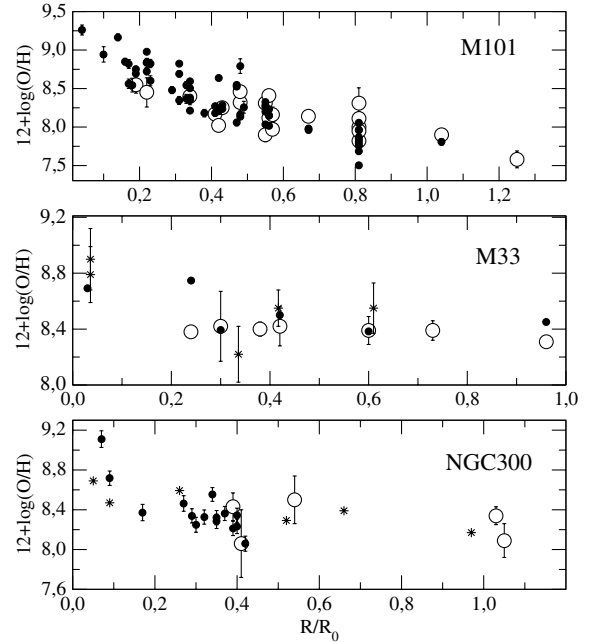 M101
12+log(O/H)
9,5
9,0
8,5
8,0
7,5
0,2 0,4 0,6 0,8 1,0 1,2
M33
12+log(O/H)
9,2
8,8
8,4
8,0
0,0 0,2 0,4 0,6 0,8 1,0
NGC300
12+log(O/H)
9,2
8,8
8,4
8,0
7,6
0,0 0,2 0,4 0,6 0,8 1,0
R/R0